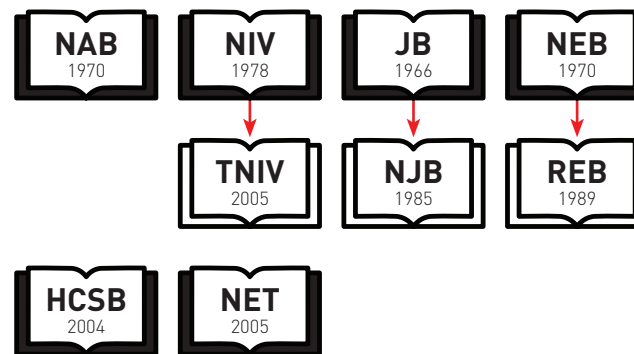 NAB
1970
NIV
1978
JB
1966
NEB
1970
TNIV
2005
NJB
1985
REB
1989
HCSB
2004
NET
2005